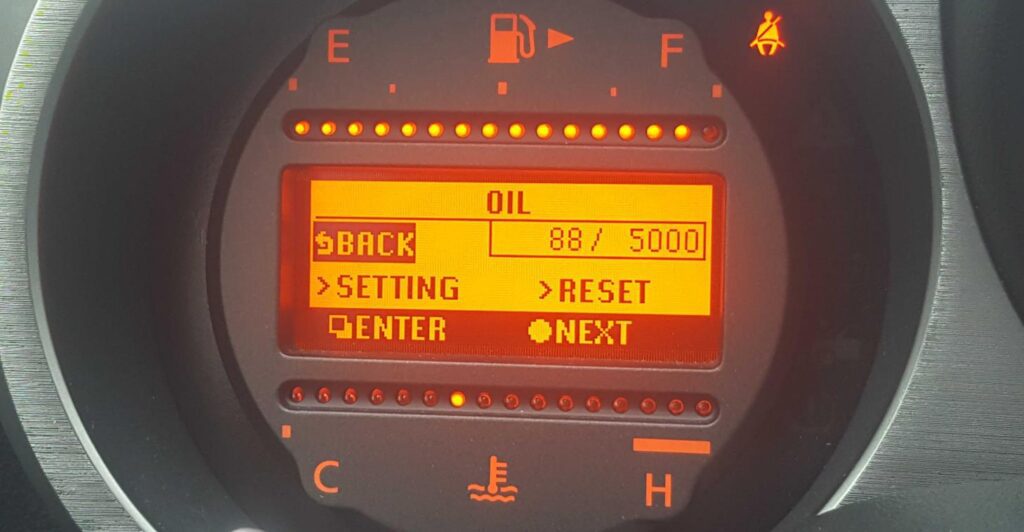 E F
OIL
BACK 88/ 5000
>SETTING >RESET
ENTER NEXT
C H